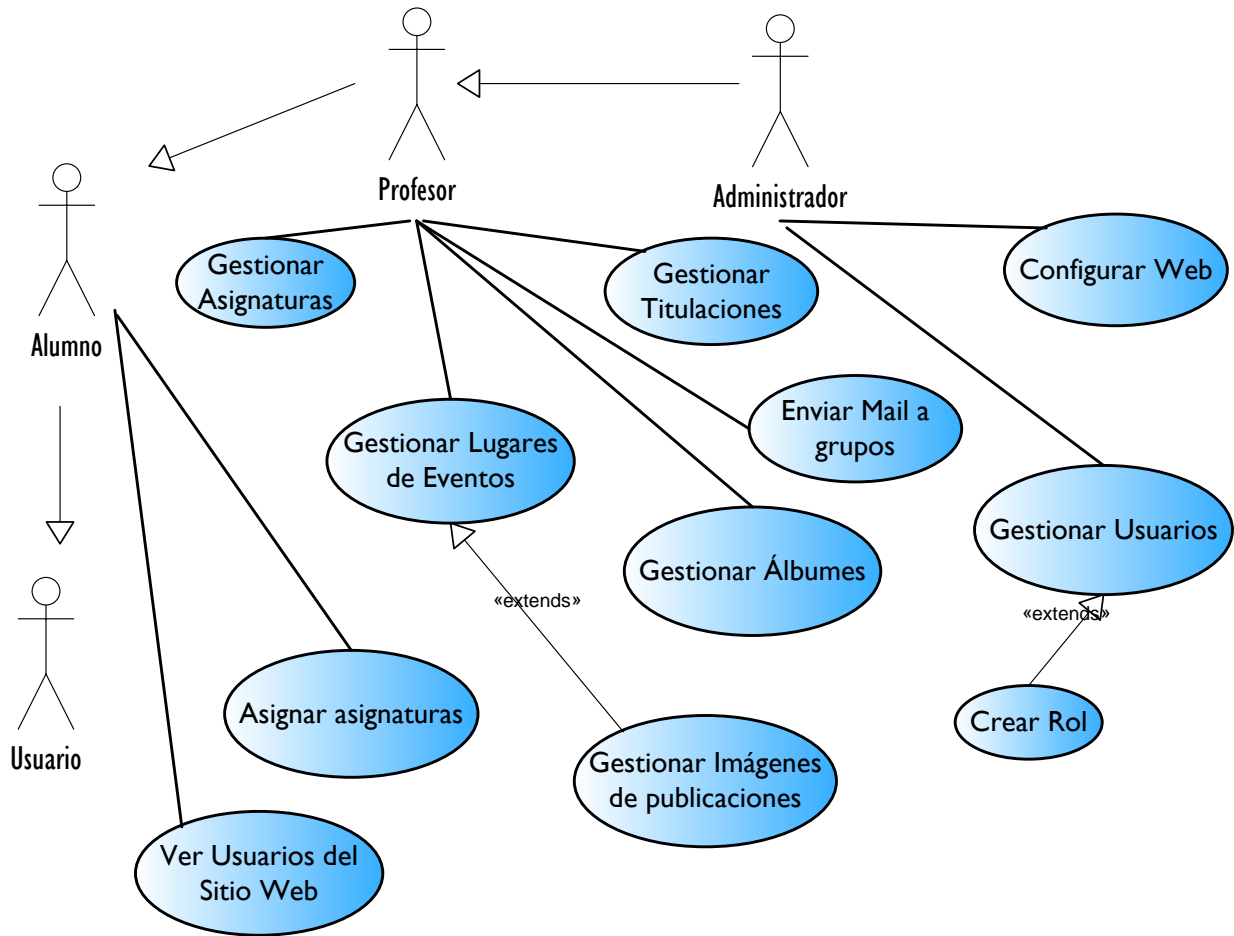 Profesor
Administrador
Gestionar
Asignaturas
Gestionar
Titulaciones
Configurar Web
Alumno
Enviar Mail a
grupos
Gestionar Lugares
de Eventos
Gestionar Usuarios
Gestionar Álbumes
«extends»
«extends»
Asignar asignaturas
Crear Rol
Usuario
Gestionar Imágenes
de publicaciones
Ver Usuarios del
Sitio Web